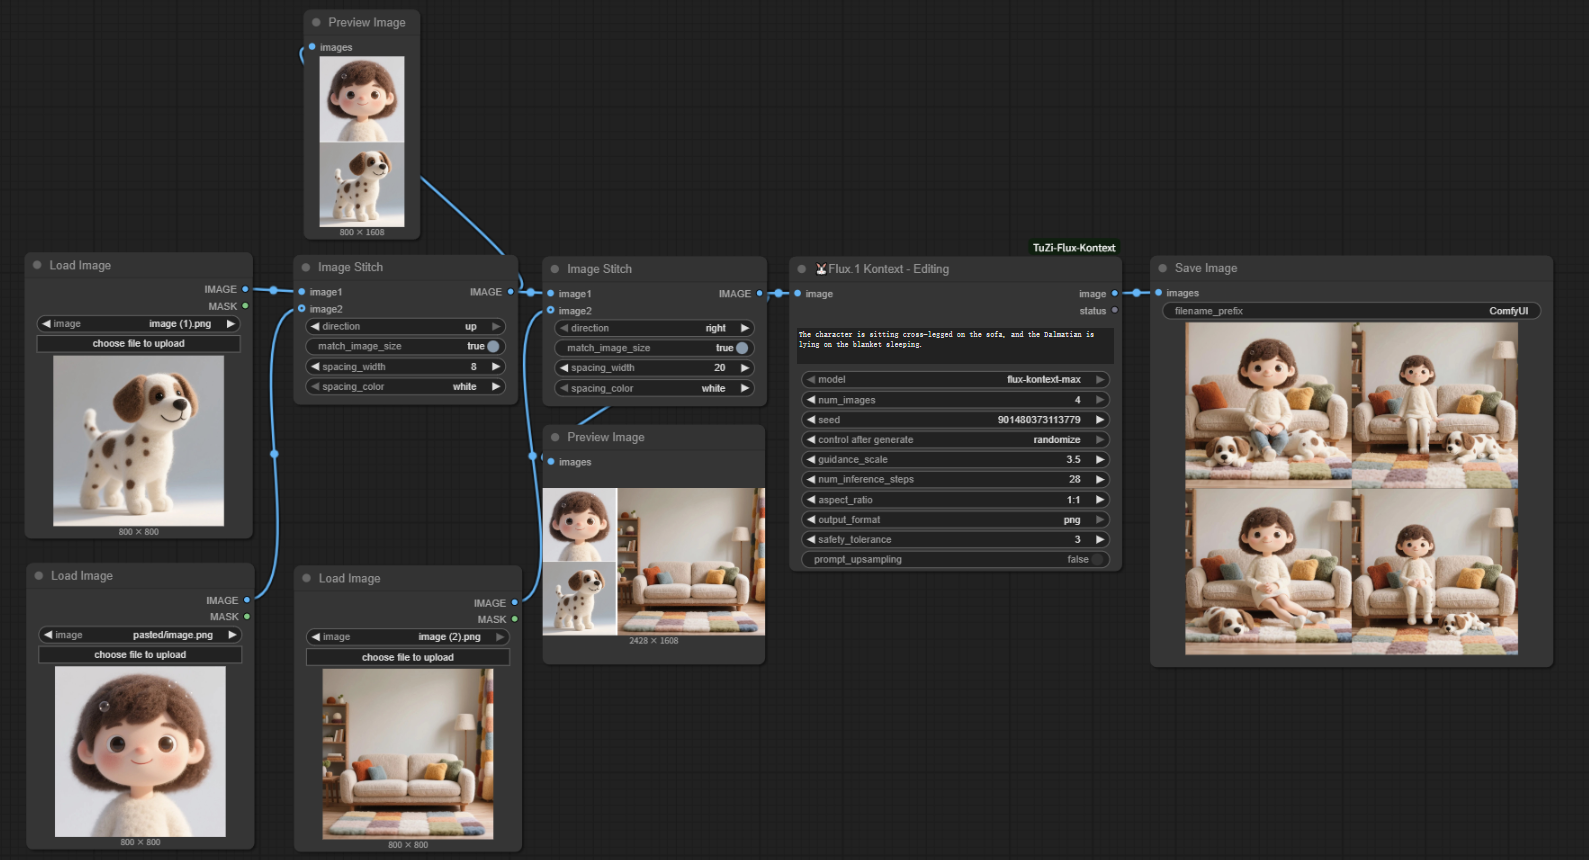 Preview Image
images
800 × 1608
Load Image
IMAGE
MASK
image image (1).png
choose file to upload
800 × 800
Load Image
IMAGE
MASK
image pasted/image.png
choose file to upload
800 × 800
Image Stitch
image1 IMAGE
image2
direction up
match_image_size true
spacing_width 8
spacing_color white
Load Image
IMAGE
MASK
image image (2).png
choose file to upload
800 × 800
Image Stitch
image1 IMAGE
image2
direction right
match_image_size true
spacing_width 20
spacing_color white
Preview Image
images
2428 × 1608
TuZi-Flux-Kontext
Flux.1 Kontext - Editing
image image
status
The character is sitting cross-legged on the sofa, and the Dalmatian is
lying on the blanket sleeping.
model flux-kontext-max
num_images 4
seed 901480373113779
control after generate randomize
guidance_scale 3.5
num_inference_steps 28
aspect_ratio 1:1
output_format png
safety_tolerance 3
prompt_upsampling false
Save Image
images
filename_prefix ComfyUI